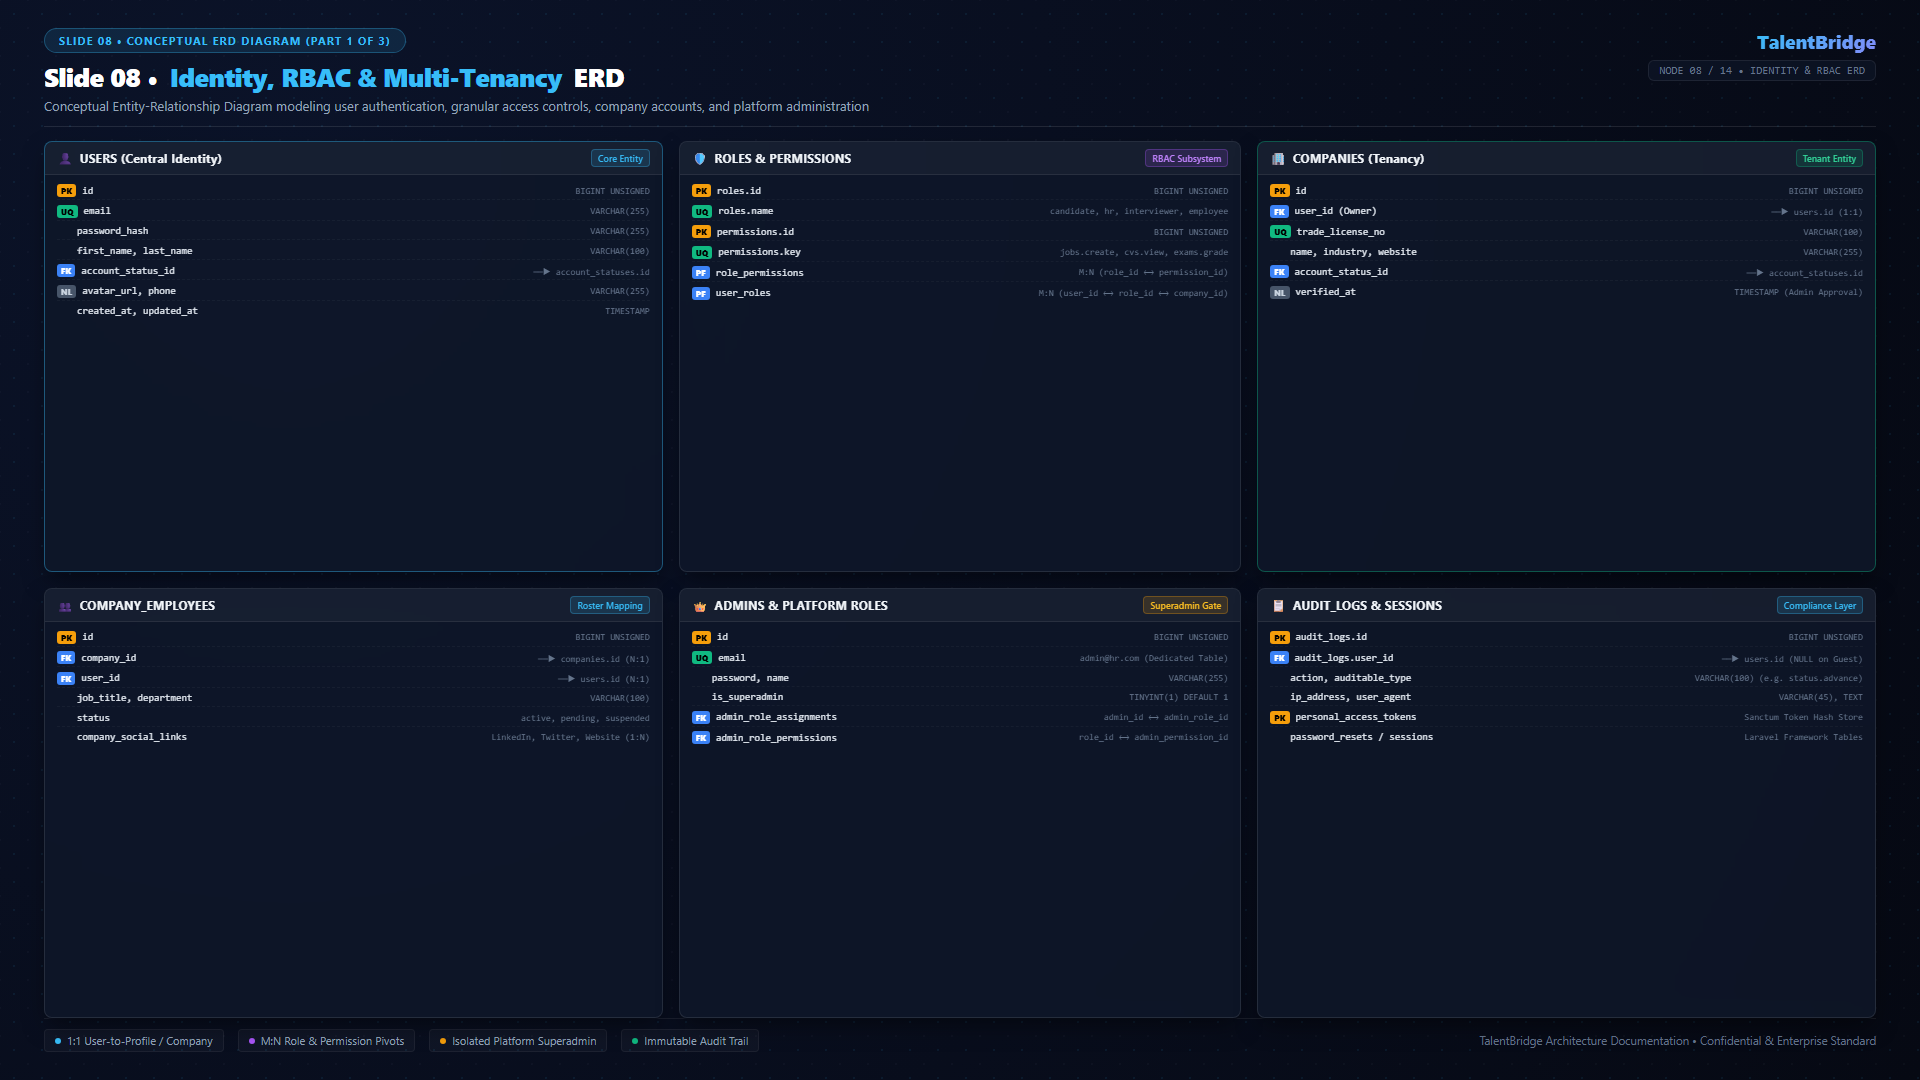 SLIDE 08 • CONCEPTUAL ERD DIAGRAM (PART 1 OF 3)
Slide 08 • Identity, RBAC & Multi-Tenancy ERD
Conceptual Entity-Relationship Diagram modeling user authentication, granular access controls, company accounts, and platform administration
TalentBridge
NODE 08 / 14 • IDENTITY & RBAC ERD
USERS (Central Identity) Core Entity
PK id BIGINT UNSIGNED
UQ email VARCHAR(255)
password_hash VARCHAR(255)
first_name, last_name VARCHAR(100)
FK account_status_id —▶ account_statuses.id
NL avatar_url, phone VARCHAR(255)
created_at, updated_at TIMESTAMP
ROLES & PERMISSIONS RBAC Subsystem
PK roles.id BIGINT UNSIGNED
UQ roles.name candidate, hr, interviewer, employee
PK permissions.id BIGINT UNSIGNED
UQ permissions.key jobs.create, cvs.view, exams.grade
PF role_permissions M:N (role_id ↔ permission_id)
PF user_roles M:N (user_id ↔ role_id ↔ company_id)
COMPANIES (Tenancy) Tenant Entity
PK id BIGINT UNSIGNED
FK user_id (Owner) —▶ users.id (1:1)
UQ trade_license_no VARCHAR(100)
name, industry, website VARCHAR(255)
FK account_status_id —▶ account_statuses.id
NL verified_at TIMESTAMP (Admin Approval)
COMPANY_EMPLOYEES Roster Mapping
PK id BIGINT UNSIGNED
FK company_id —▶ companies.id (N:1)
FK user_id —▶ users.id (N:1)
job_title, department VARCHAR(100)
status active, pending, suspended
company_social_links LinkedIn, Twitter, Website (1:N)
ADMINS & PLATFORM ROLES Superadmin Gate
PK id BIGINT UNSIGNED
UQ email admin@hr.com (Dedicated Table)
password, name VARCHAR(255)
is_superadmin TINYINT(1) DEFAULT 1
FK admin_role_assignments admin_id ↔ admin_role_id
FK admin_role_permissions role_id ↔ admin_permission_id
AUDIT_LOGS & SESSIONS Compliance Layer
PK audit_logs.id BIGINT UNSIGNED
FK audit_logs.user_id —▶ users.id (NULL on Guest)
action, auditable_type VARCHAR(100) (e.g. status.advance)
ip_address, user_agent VARCHAR(45), TEXT
PK personal_access_tokens Sanctum Token Hash Store
password_resets / sessions Laravel Framework Tables
1:1 User-to-Profile / Company
M:N Role & Permission Pivots
Isolated Platform Superadmin
Immutable Audit Trail
TalentBridge Architecture Documentation • Confidential & Enterprise Standard